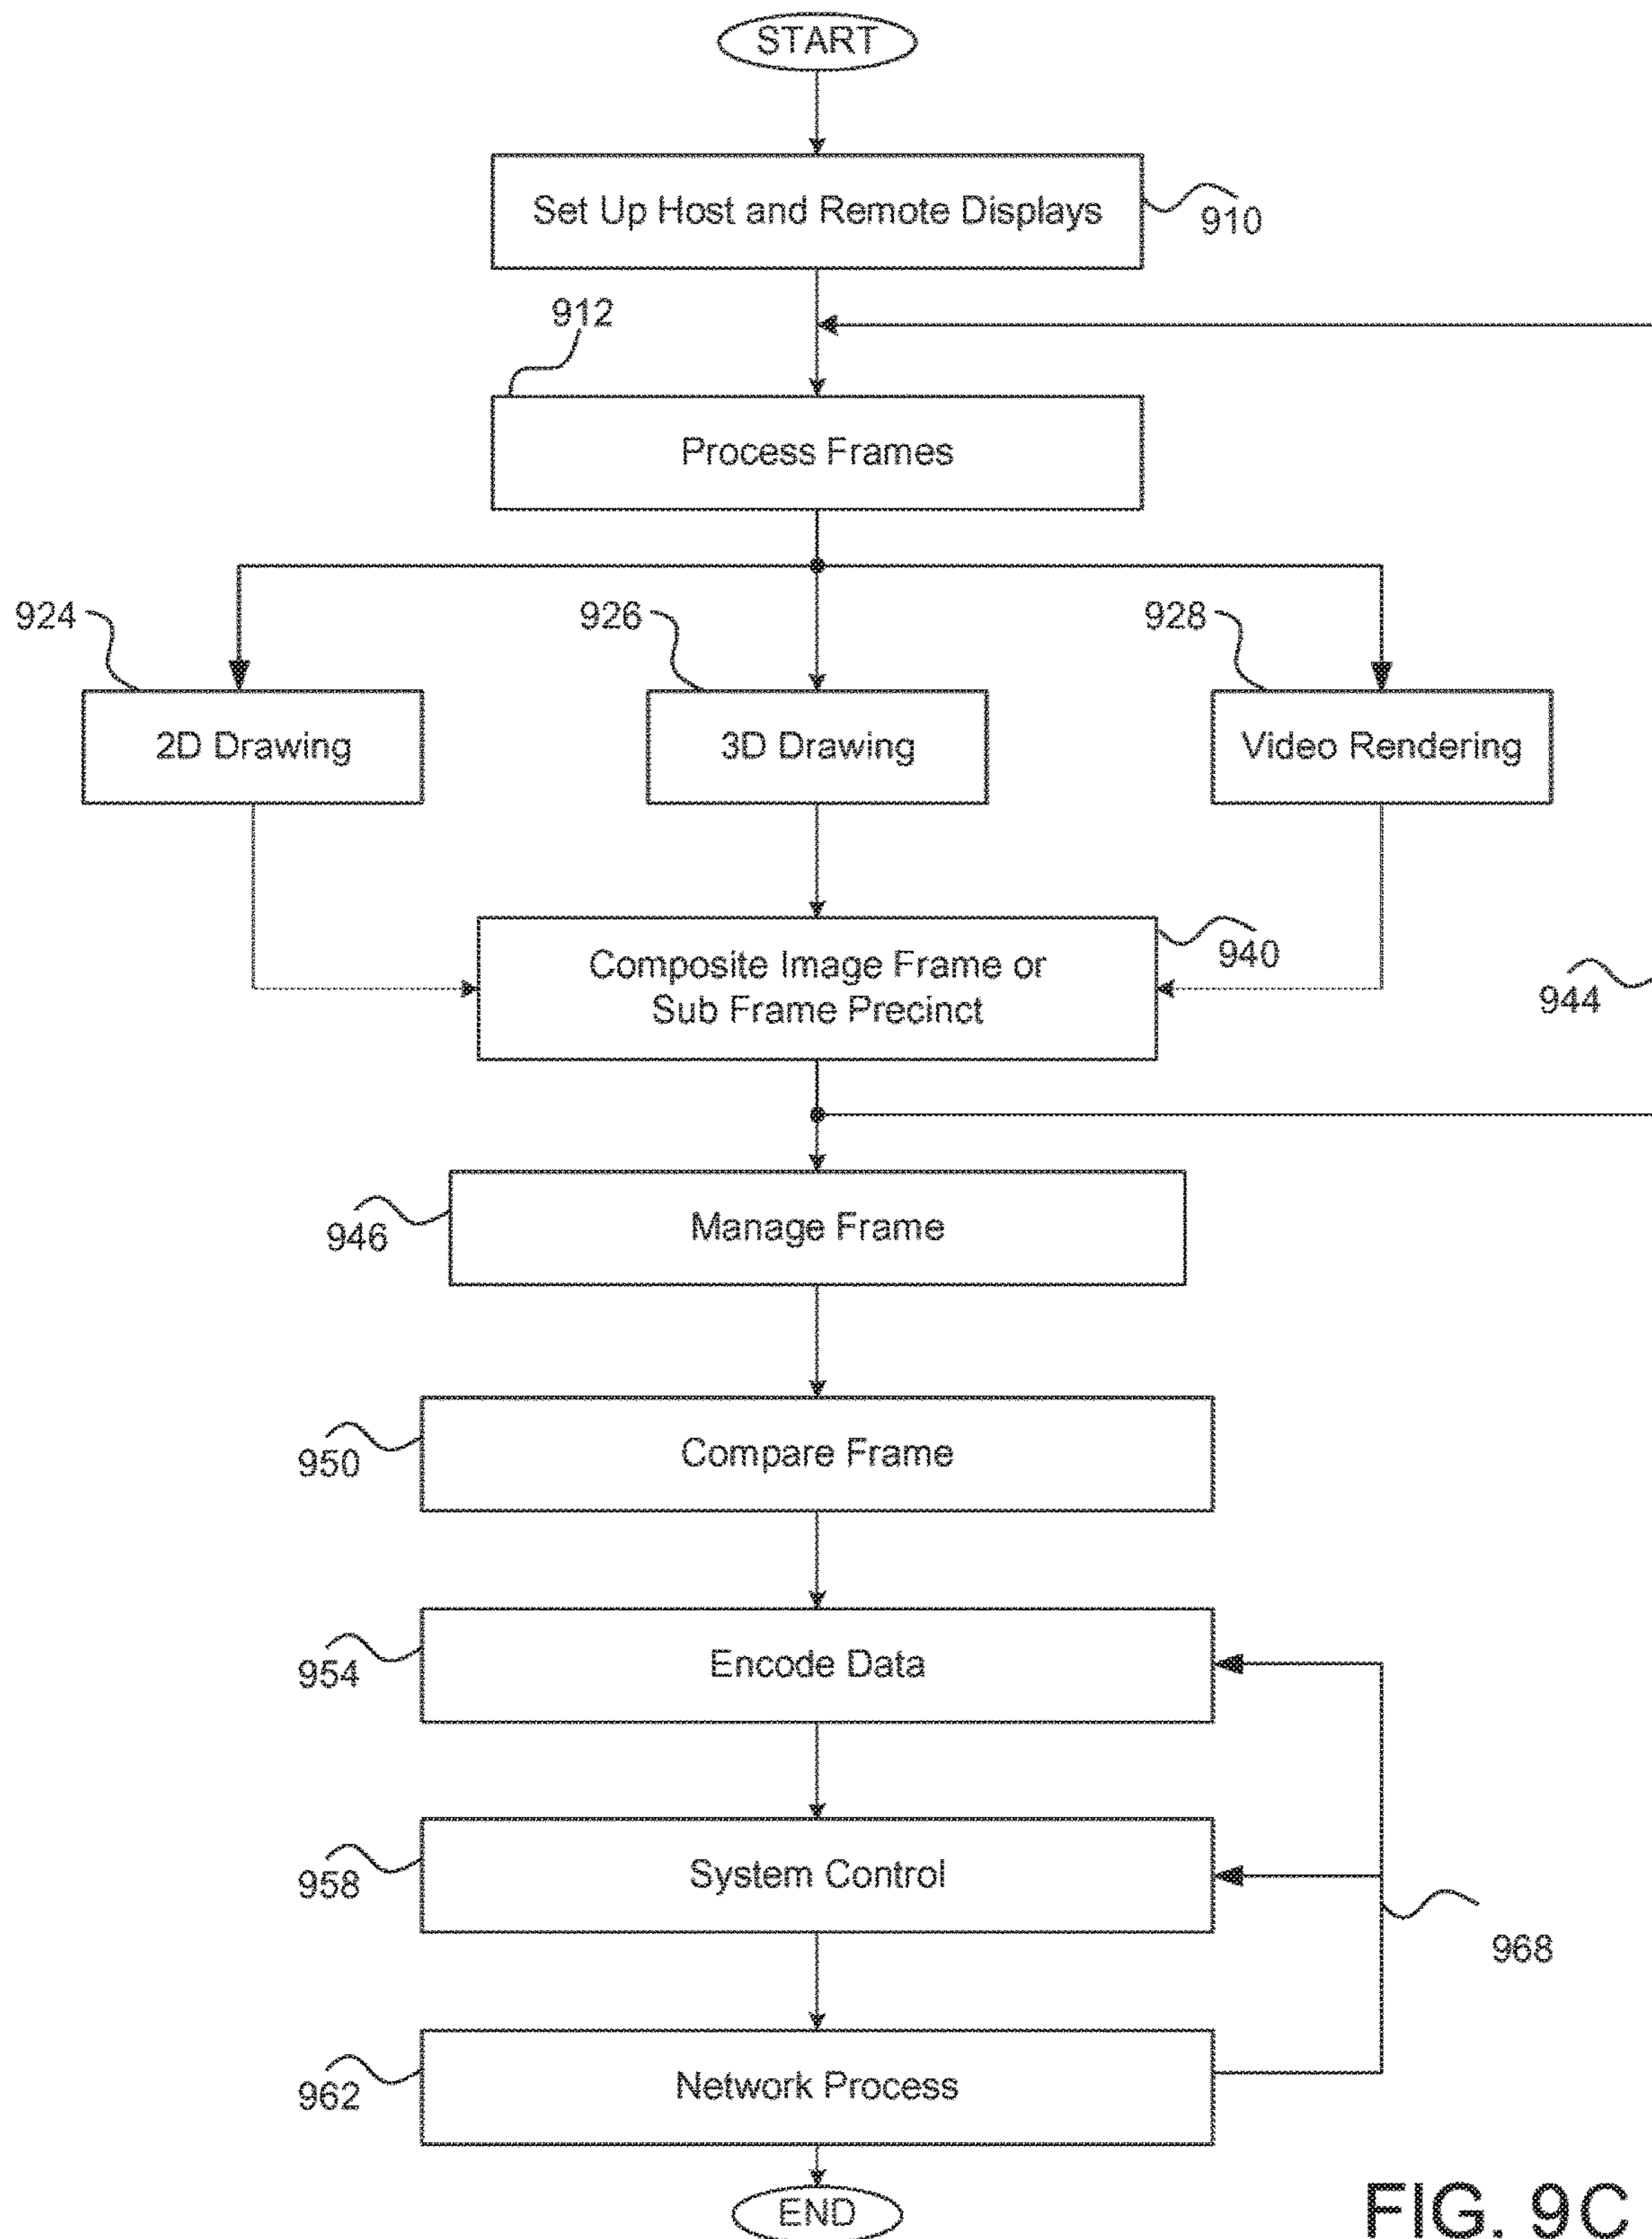 START
Set Up Host and Remote Displays
910
912
Process Frames
924
926
928
2D Drawing
3D Drawing
Video Rendering
Composite Image Frame or
Sub Frame Precinct
940
944
946
Manage Frame
950
Compare Frame
954
Encode Data
958
System Control
968
962
Network Process
END
FIG. 9C